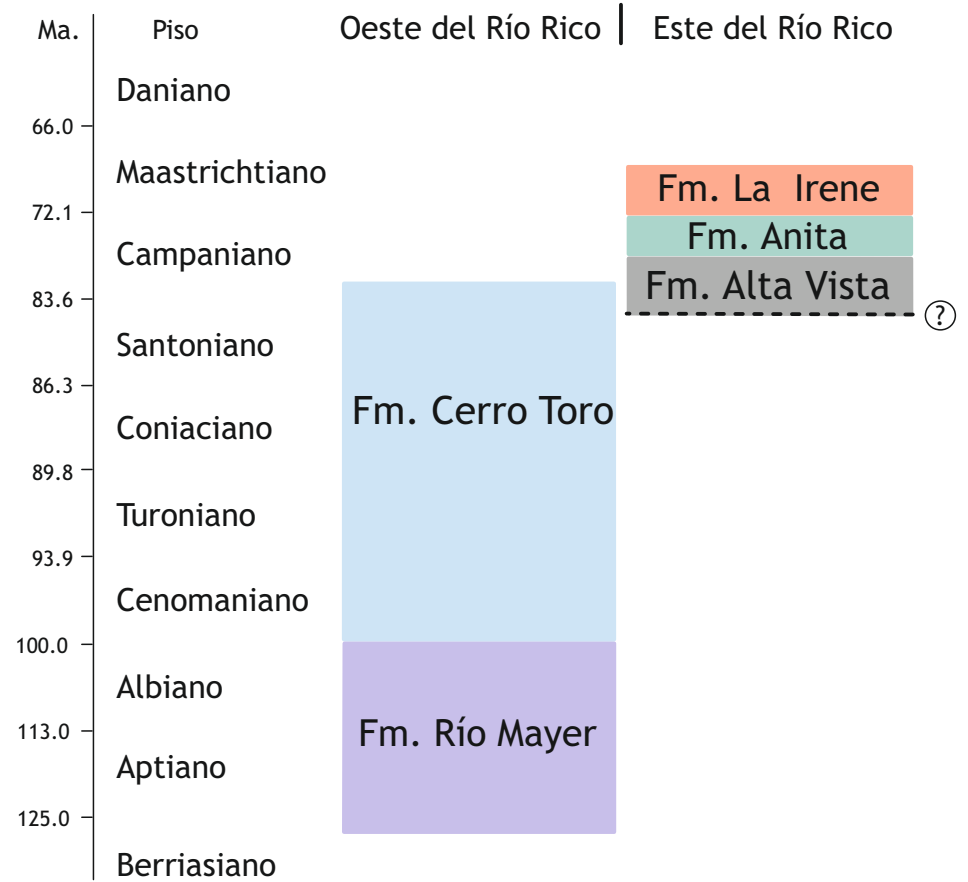 Ma. Piso Oeste del Río Rico Este del Río Rico
Daniano
66.0
Maastrichtiano
Fm. La Irene
72.1
Fm. Anita
Campaniano
Fm. Alta Vista
83.6
?
Santoniano
86.3
Fm. Cerro Toro
Coniaciano
89.8
Turoniano
93.9
Cenomaniano
100.0
Albiano
113.0
Fm. Río Mayer
Aptiano
125.0
Berriasiano